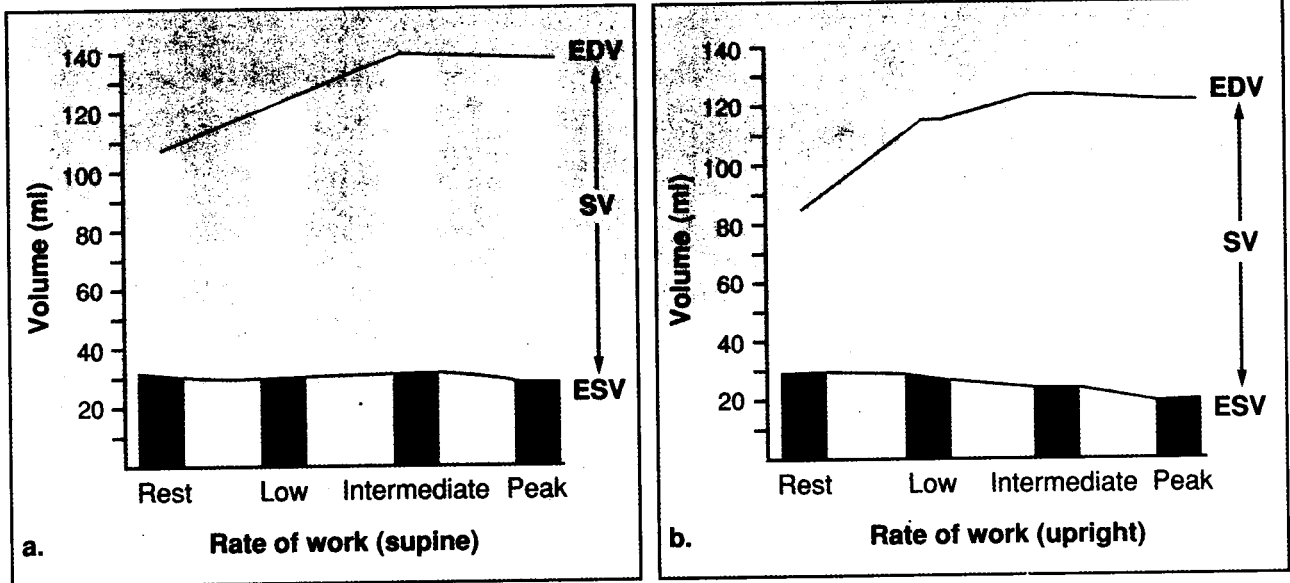 140
120
100
80
60
40
20
Volume (ml)
EDV
SV
ESV
Rest Low Intermediate Peak
Rate of work (supine)
a.
140
120
100
80
60
40
20
Volume (ml)
EDV
SV
ESV
Rest Low Intermediate Peak
Rate of work (upright)
b.